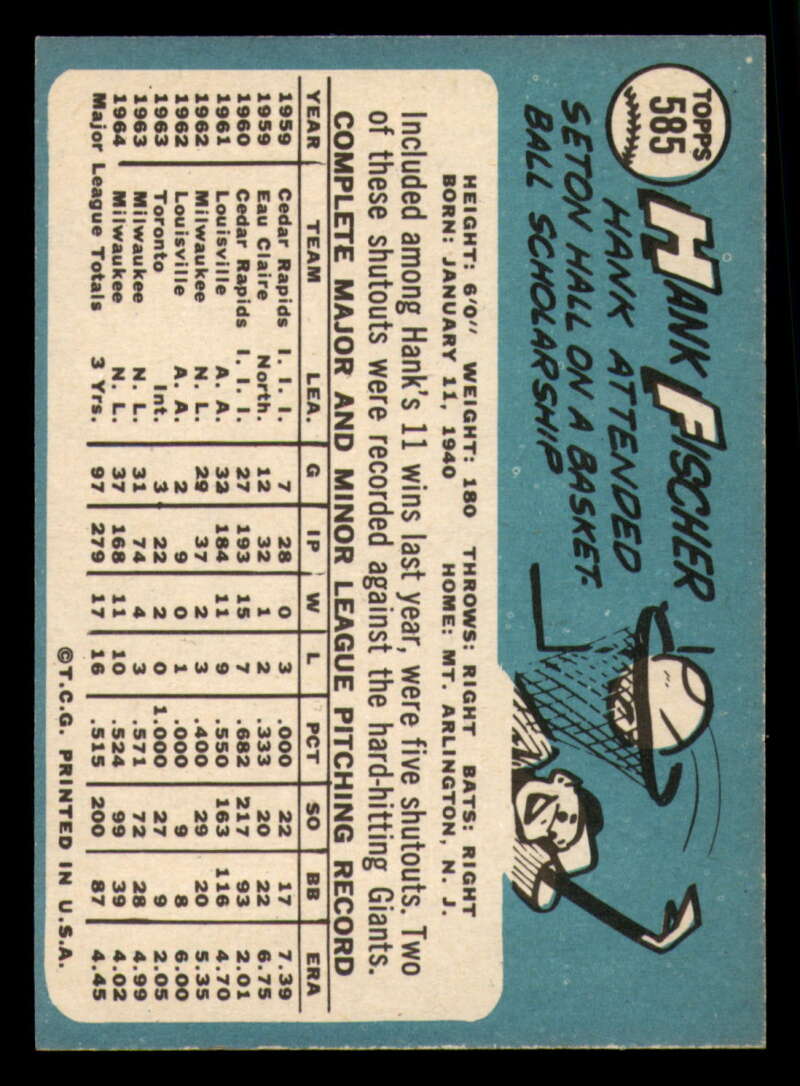 TOPPS
585
HANK FISCHER
HANK ATTENDED
SETON HALL ON A BASKET-
BALL SCHOLARSHIP
HEIGHT: 6'0" WEIGHT: 180 THROWS: RIGHT BATS: RIGHT
BORN: JANUARY 11, 1940 HOME: MT. ARLINGTON, N. J.
Included among Hank's 11 wins last year, were five shutouts. Two
of these shutouts were recorded against the hard-hitting Giants.
COMPLETE MAJOR AND MINOR LEAGUE PITCHING RECORD
YEAR TEAM LEA. G IP W L PCT SO BB ERA
1959 Cedar Rapids I. I. I. 7 28 0 3 .000 22 17 7.39
1959 Eau Claire North. 12 32 1 2 .333 20 22 6.75
1960 Cedar Rapids I. I. I. 27 193 15 7 .682 217 93 2.01
1961 Louisville A. A. 33 184 11 9 .550 163 116 4.70
1962 Milwaukee N. L. 29 37 2 3 .400 29 20 5.35
1962 Louisville A. A. 2 9 0 1 .000 9 8 6.00
1963 Toronto Int. 3 22 2 0 1.000 27 9 2.05
1963 Milwaukee N. L. 31 74 4 3 .571 72 28 4.99
1964 Milwaukee N. L. 37 168 11 10 .524 99 39 4.02
Major League Totals 3 Yrs. 97 279 17 16 .515 200 87 4.45
©T.C.G. PRINTED IN U.S.A.